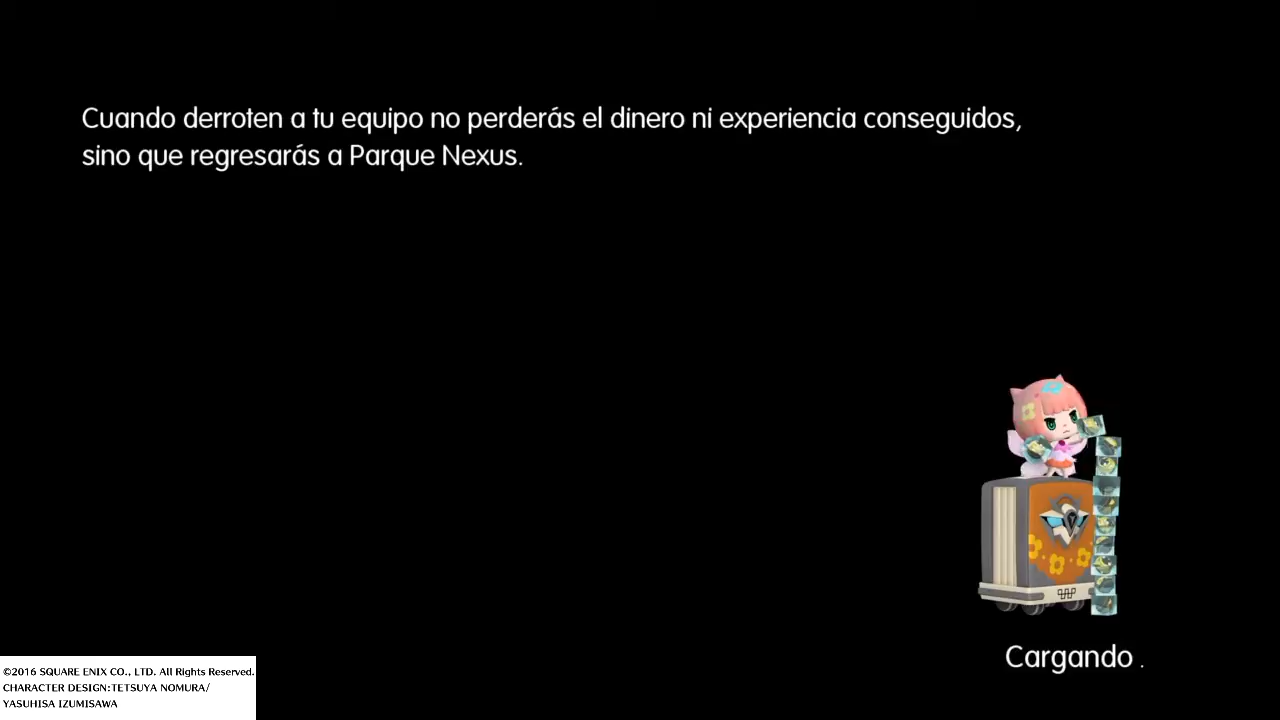 Cuando derroten a tu equipo no perderás el dinero ni experiencia conseguidos,
sino que regresarás a Parque Nexus.
Cargando .
©2016 SQUARE ENIX CO., LTD. All Rights Reserved.
CHARACTER DESIGN:TETSUYA NOMURA/
YASUHISA IZUMISAWA